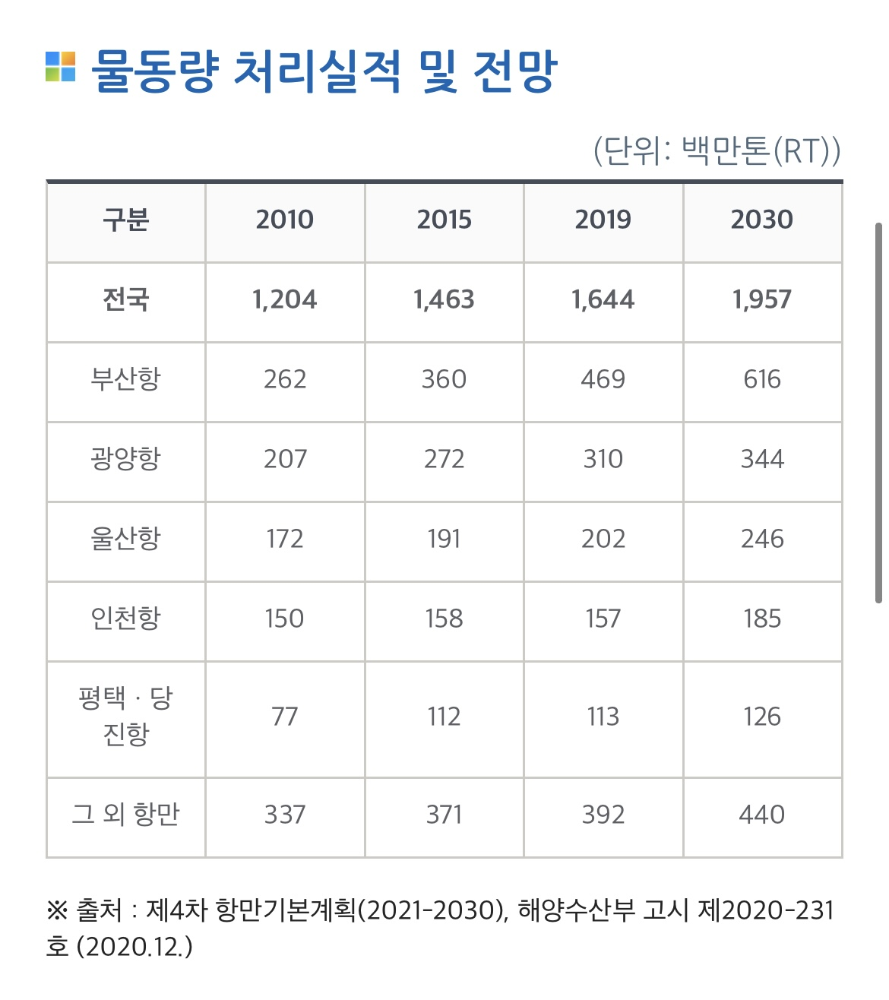 물동량 처리실적 및 전망
(단위: 백만톤(RT))
구분 2010 2015 2019 2030
전국 1,204 1,463 1,644 1,957
부산항 262 360 469 616
광양항 207 272 310 344
울산항 172 191 202 246
인천항 150 158 157 185
평택 · 당
진항 77 112 113 126
그 외 항만 337 371 392 440
※ 출처 : 제4차 항만기본계획(2021-2030), 해양수산부 고시 제2020-231
호 (2020.12.)